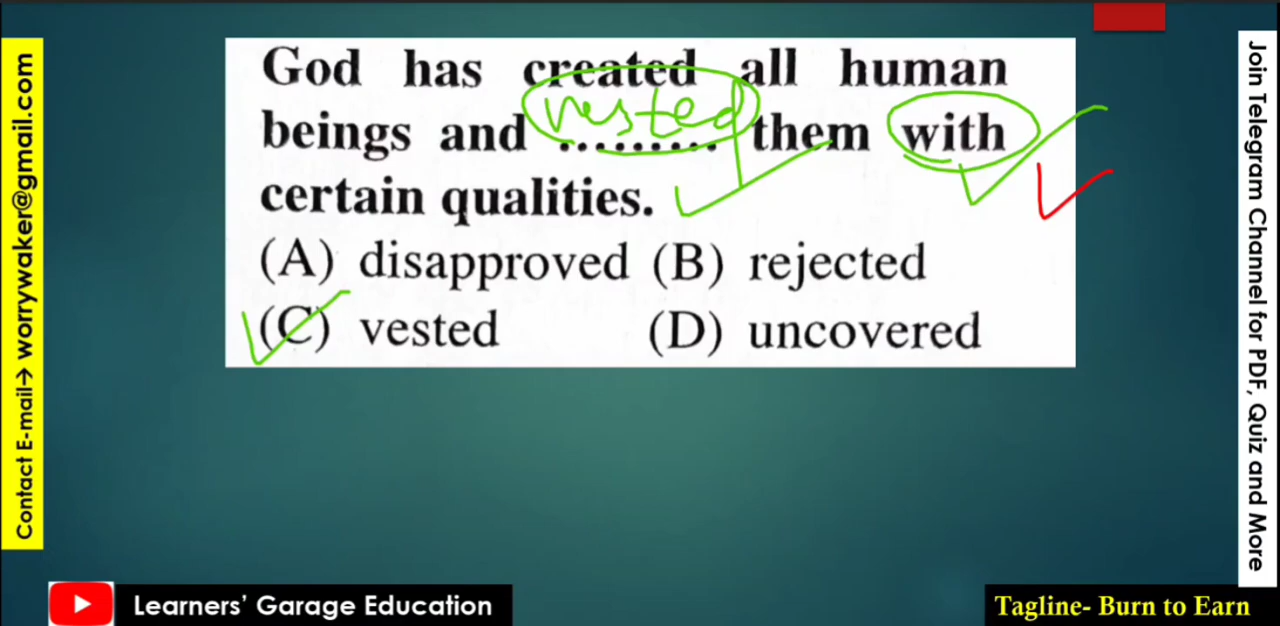 God has created all human
vested
beings and ......... them with
certain qualities.
(A) disapproved (B) rejected
(C) vested (D) uncovered
Contact E-mail→ worrywaker@gmail.com
Join Telegram Channel for PDF, Quiz and More
Learners’ Garage Education
Tagline- Burn to Earn